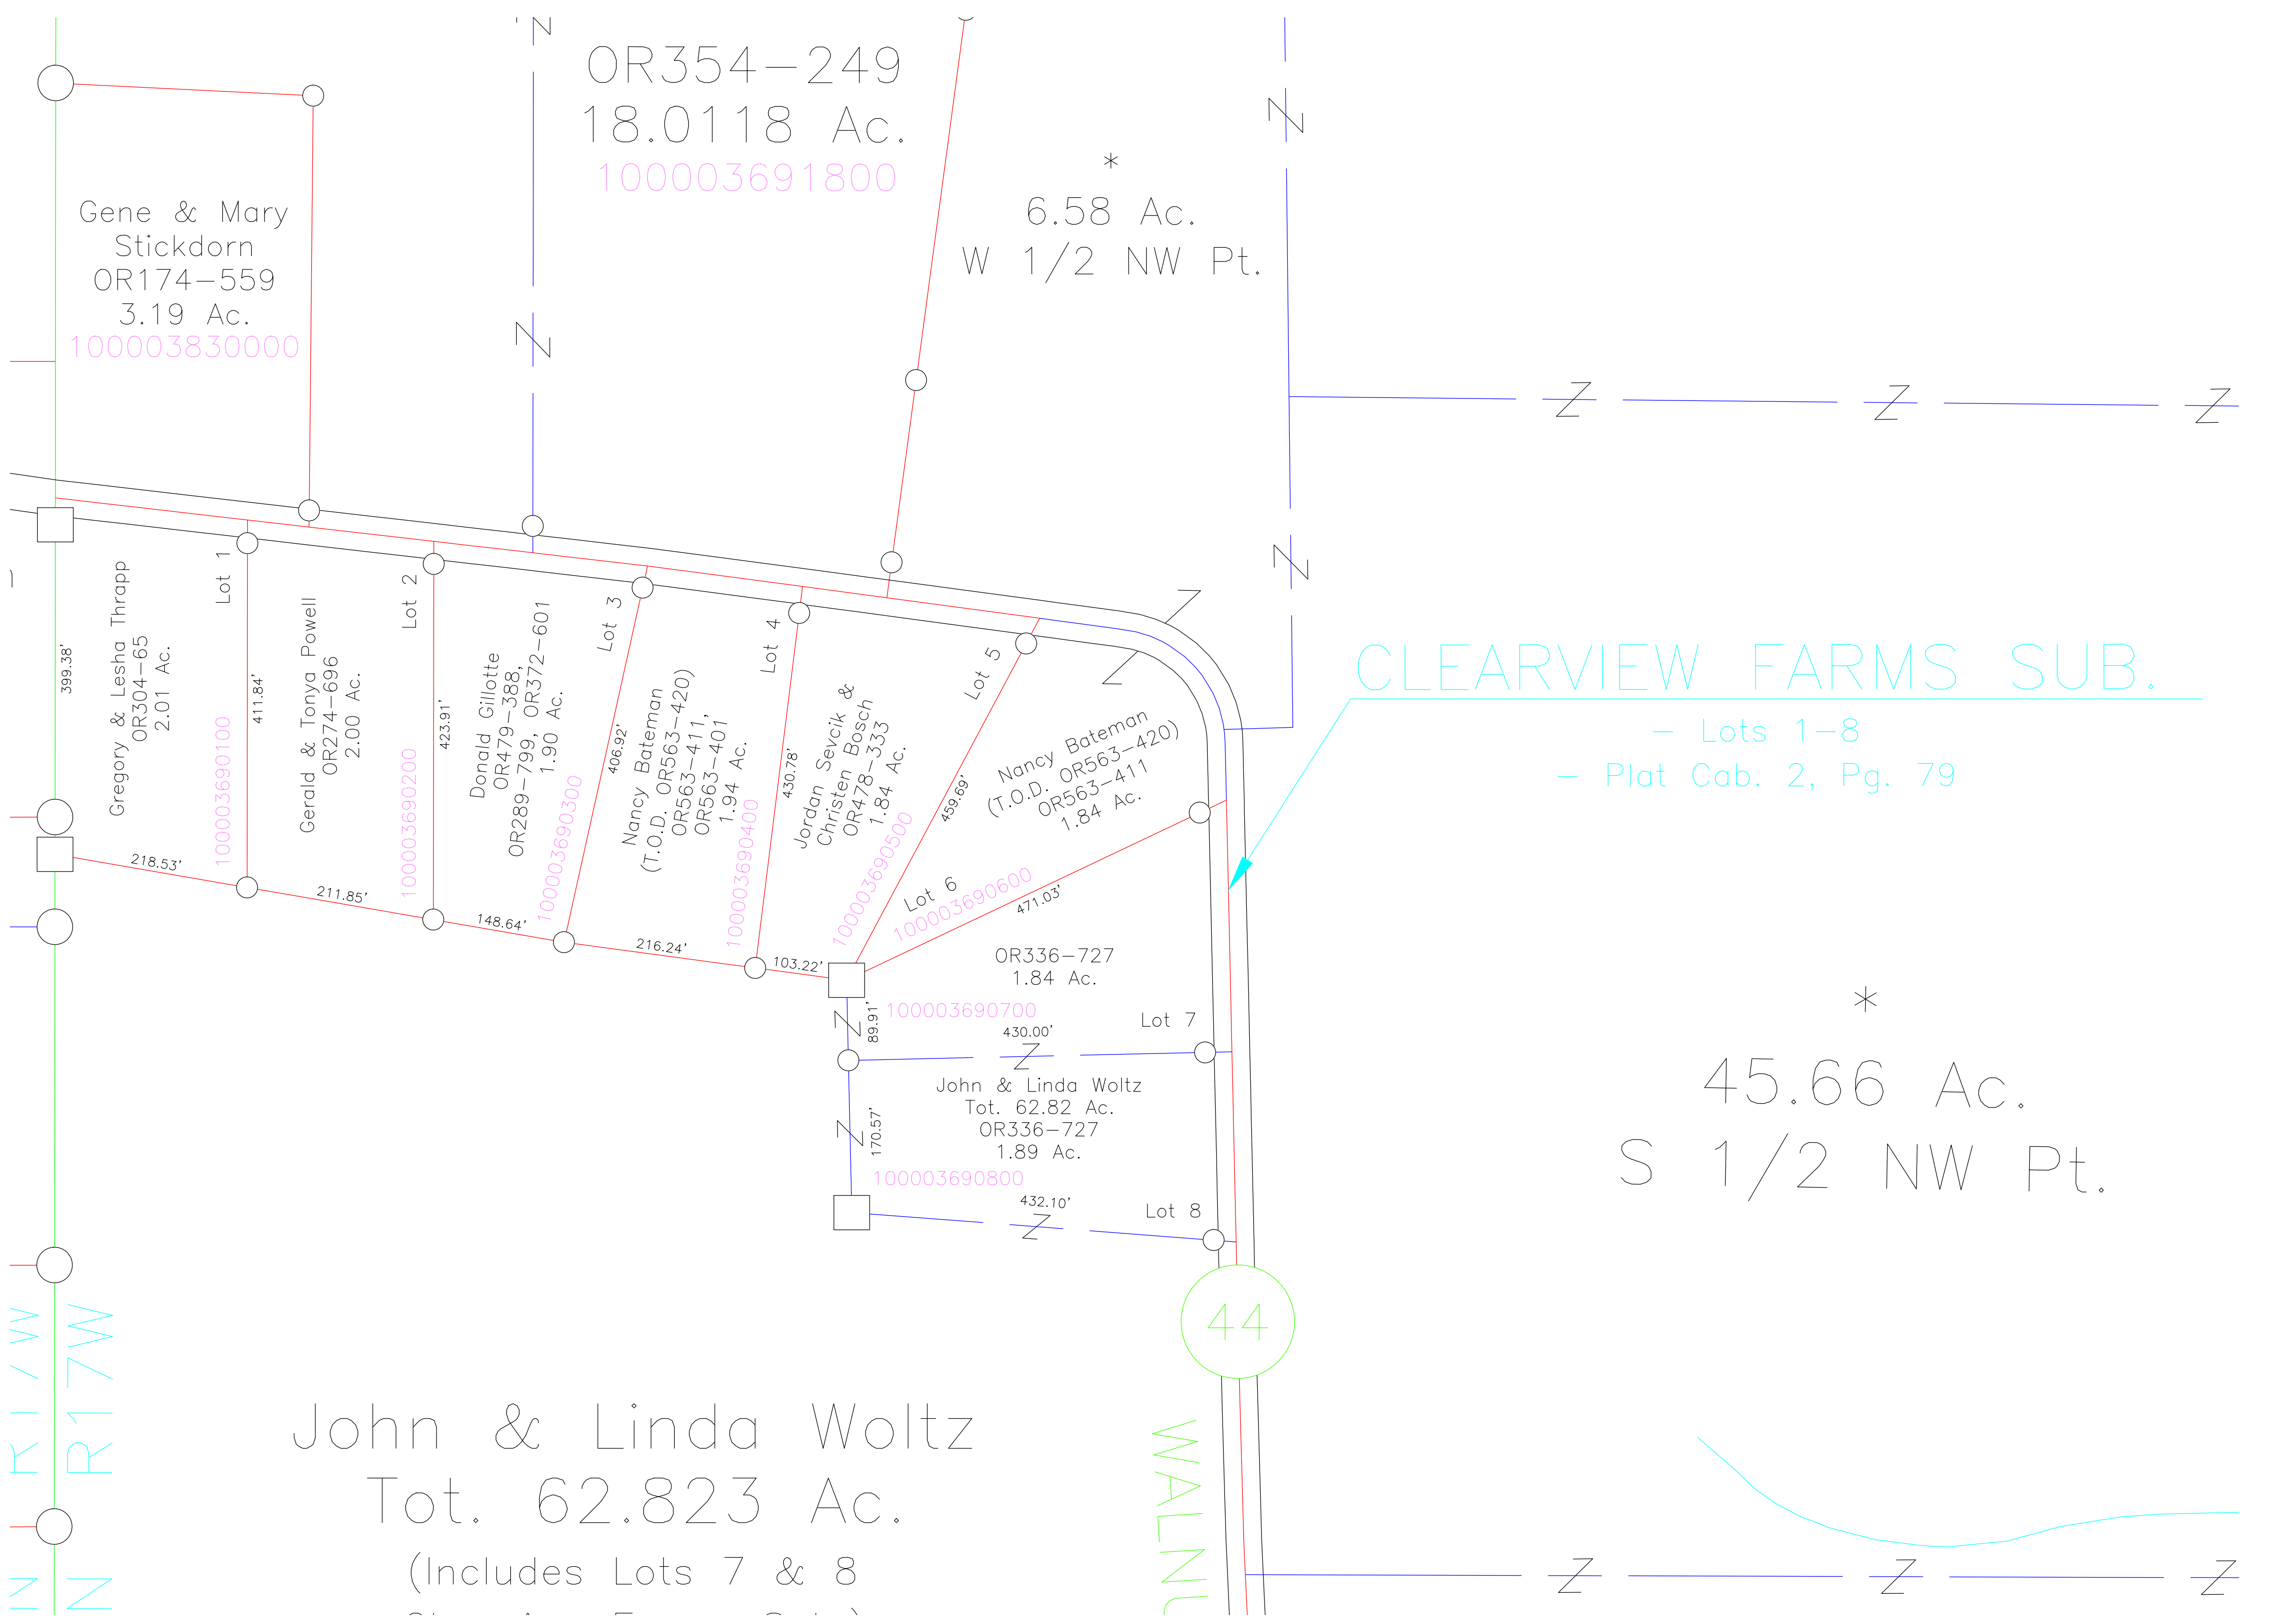 OR354-249
18.0118 Ac.
100003691800
*
6.58 Ac.
W 1/2 NW Pt.
Gene & Mary
Stickdorn
OR174-559
3.19 Ac.
100003830000
399.38'
Gregory & Lesha Thrapp
OR304-65
2.01 Ac.
Lot 1
100003690100
218.53'
411.84'
Gerald & Tonya Powell
OR274-696
2.00 Ac.
Lot 2
100003690200
211.85'
423.91'
Donald Gillotte
OR479-388,
OR289-799, OR372-601
1.90 Ac.
Lot 3
100003690300
148.64'
406.92'
Nancy Bateman
(T.O.D. OR563-420)
OR563-411,
OR563-401
1.94 Ac.
Lot 4
100003690400
216.24'
430.78'
Jordan Sevcik &
Christen Bosch
OR478-333
1.84 Ac.
Lot 5
100003690500
103.22'
459.69'
Nancy Bateman
(T.O.D. OR563-420)
OR563-411
1.84 Ac.
Lot 6
100003690600
471.03'
OR336-727
1.84 Ac.
100003690700
Lot 7
89.91'
430.00'
John & Linda Woltz
Tot. 62.82 Ac.
OR336-727
1.89 Ac.
170.57'
100003690800
432.10'
Lot 8
CLEARVIEW FARMS SUB.
- Lots 1-8
- Plat Cab. 2, Pg. 79
*
45.66 Ac.
S 1/2 NW Pt.
44
WALNU
R17W
N
R17W
N
John & Linda Woltz
Tot. 62.823 Ac.
(Includes Lots 7 & 8